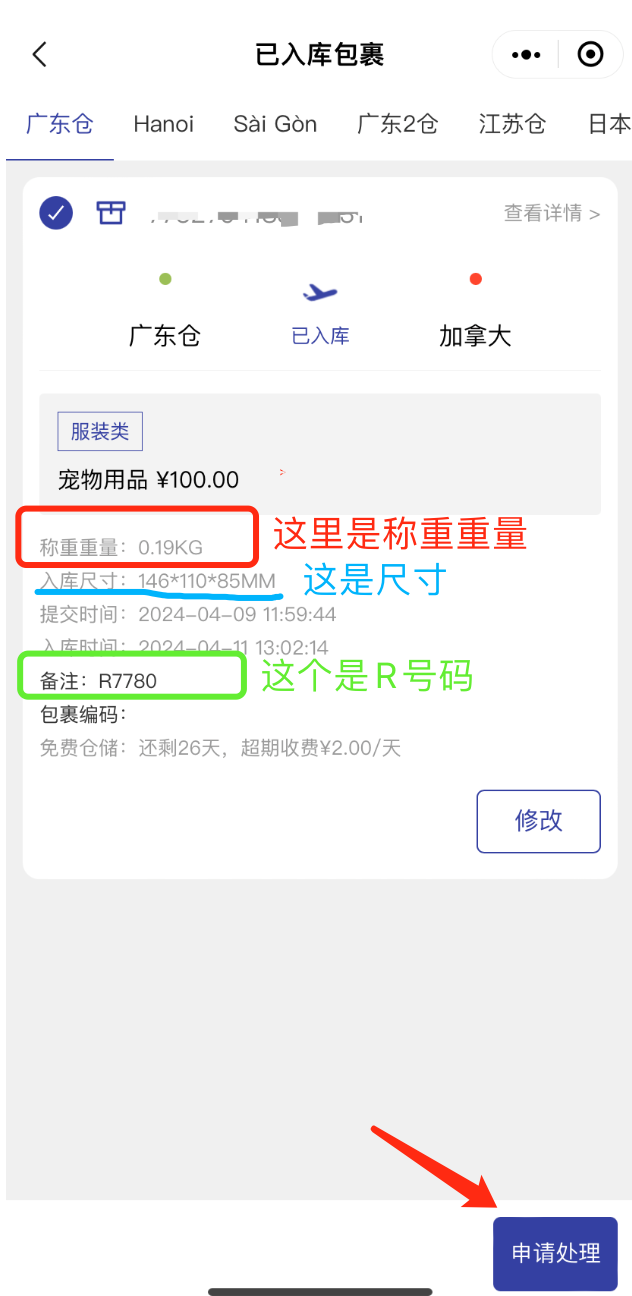 已入库包裹
广东仓 Hanoi Sài Gòn 广东2仓 江苏仓 日本
查看详情 >
广东仓 已入库 加拿大
服装类
宠物用品 ¥100.00
称重重量：0.19KG 这里是称重重量
入库尺寸：146*110*85MM 这是尺寸
提交时间：2024-04-09 11:59:44
入库时间：2024-04-11 13:02:14
备注：R7780 这个是R号码
包裹编码：
免费仓储：还剩26天，超期收费¥2.00/天
修改
申请处理